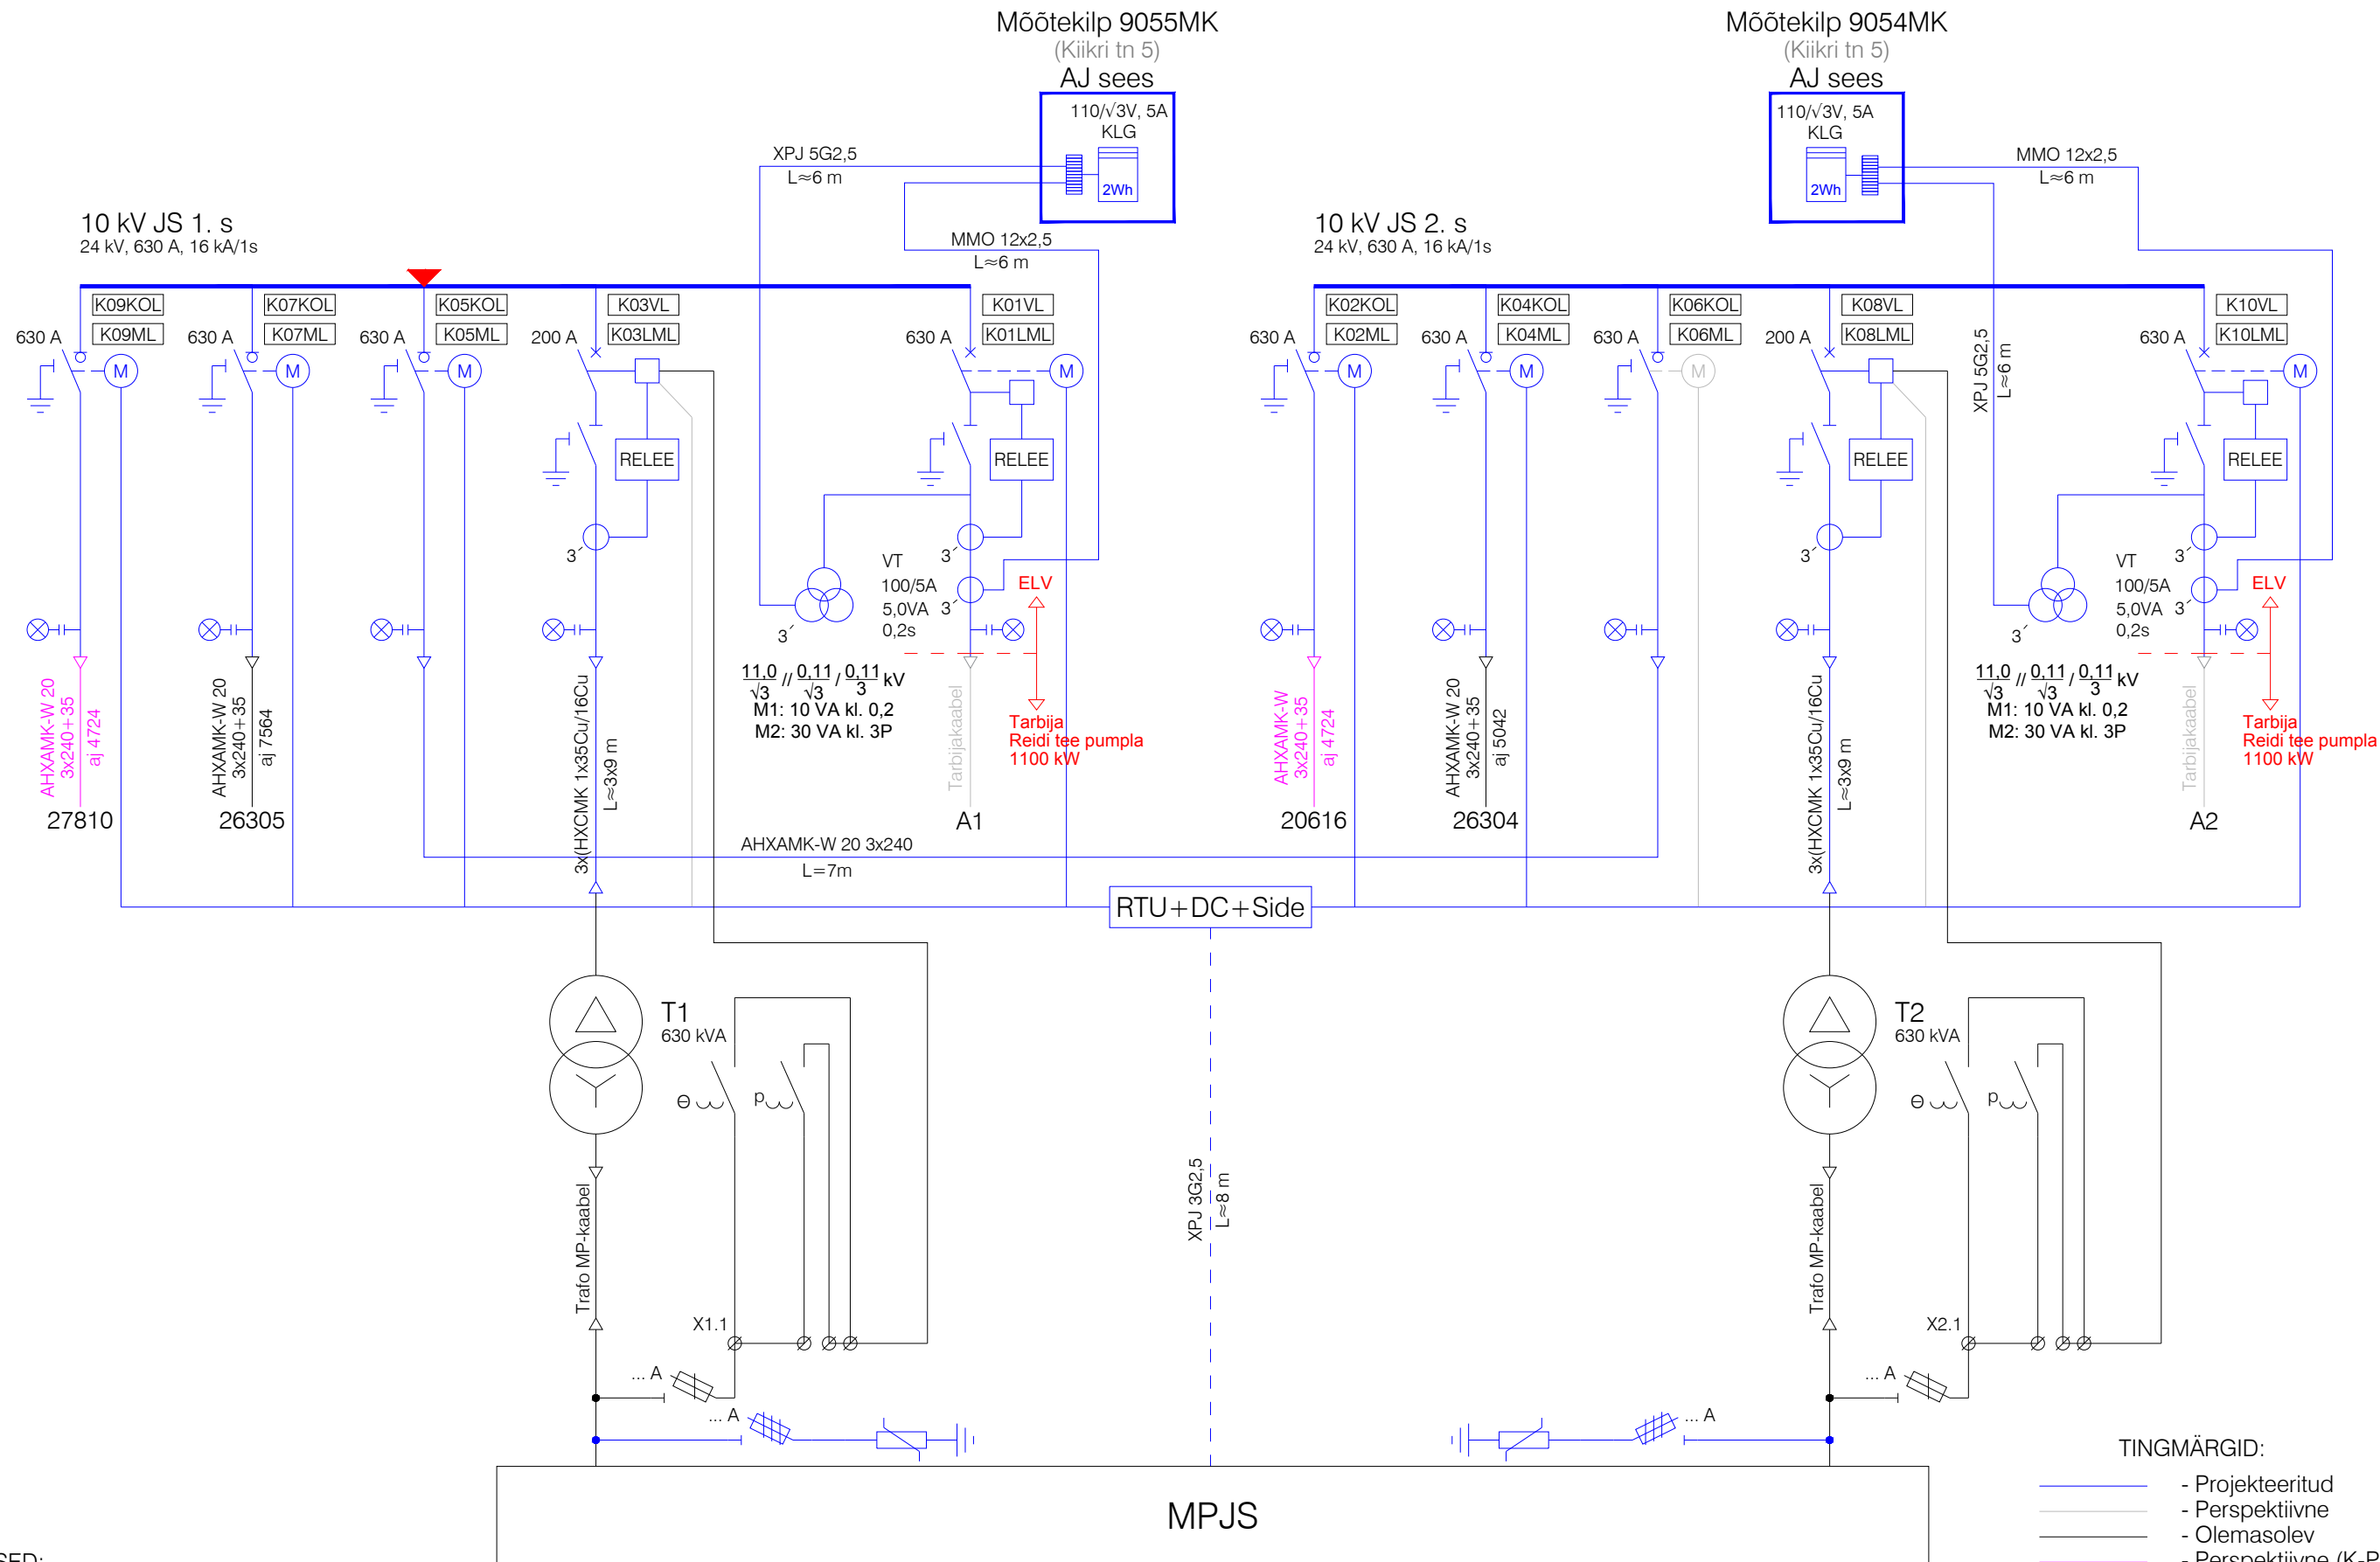 Mõõtekilp 9055MK
(Kiikri tn 5)
AJ sees
110/√3V, 5A
KLG
2Wh
XPJ 5G2,5
L≈6 m
MMO 12x2,5
L≈6 m
Mõõtekilp 9054MK
(Kiikri tn 5)
AJ sees
110/√3V, 5A
KLG
2Wh
MMO 12x2,5
L≈6 m
XPJ 5G2,5
L≈6 m
10 kV JS 1. s
24 kV, 630 A, 16 kA/1s
K09KOL
K09ML
630 A
M
K07KOL
K07ML
630 A
M
K05KOL
K05ML
630 A
M
K03VL
K03LML
200 A
RELEE
3´
K01VL
K01LML
630 A
M
RELEE
3´
VT
100/5A
5,0VA
0,2s
3´
3´
ELV
11,0/√3 // 0,11/√3 / 0,11/3 kV
M1: 10 VA kl. 0,2
M2: 30 VA kl. 3P
Tarbija
Reidi tee pumpla
1100 kW
Tarbijakaabel
A1
AHXAMK-W 20
3x240+35
aj 4724
27810
AHXAMK-W 20
3x240+35
aj 7564
26305
3x(HXCMK 1x35Cu/16Cu
L≈3x9 m
AHXAMK-W 20 3x240
L=7m
10 kV JS 2. s
24 kV, 630 A, 16 kA/1s
K02KOL
K02ML
630 A
M
K04KOL
K04ML
630 A
M
K06KOL
K06ML
630 A
M
K08VL
K08LML
200 A
RELEE
3´
K10VL
K10LML
630 A
M
RELEE
3´
VT
100/5A
5,0VA
0,2s
3´
3´
ELV
11,0/√3 // 0,11/√3 / 0,11/3 kV
M1: 10 VA kl. 0,2
M2: 30 VA kl. 3P
Tarbija
Reidi tee pumpla
1100 kW
Tarbijakaabel
A2
AHXAMK-W
3x240+35
aj 4724
20616
AHXAMK-W 20
3x240+35
aj 5042
26304
3x(HXCMK 1x35Cu/16Cu
L≈3x9 m
RTU+DC+Side
XPJ 3G2,5
L≈8 m
T1
630 kVA
Θ
p
Trafo MP-kaabel
X1.1
... A
... A
T2
630 kVA
Θ
p
Trafo MP-kaabel
X2.1
... A
... A
MPJS
TINGMÄRGID:
- Projekteeritud
- Perspektiivne
- Olemasolev